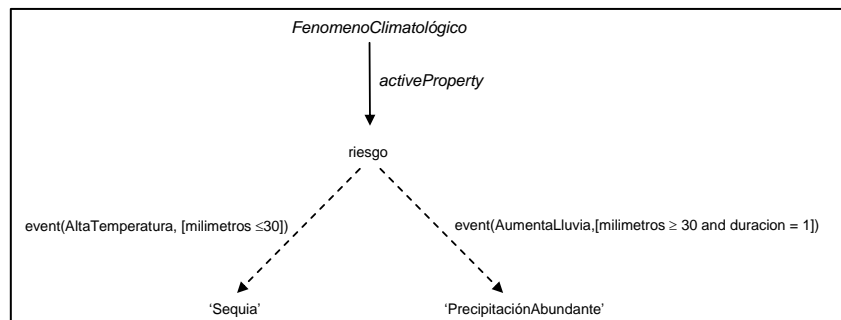 FenomenoClimatológico
activeProperty
riesgo
event(AltaTemperatura, [milimetros ≤30])
event(AumentaLluvia,[milimetros ≥ 30 and duracion = 1])
‘Sequia’
‘PrecipitaciónAbundante’